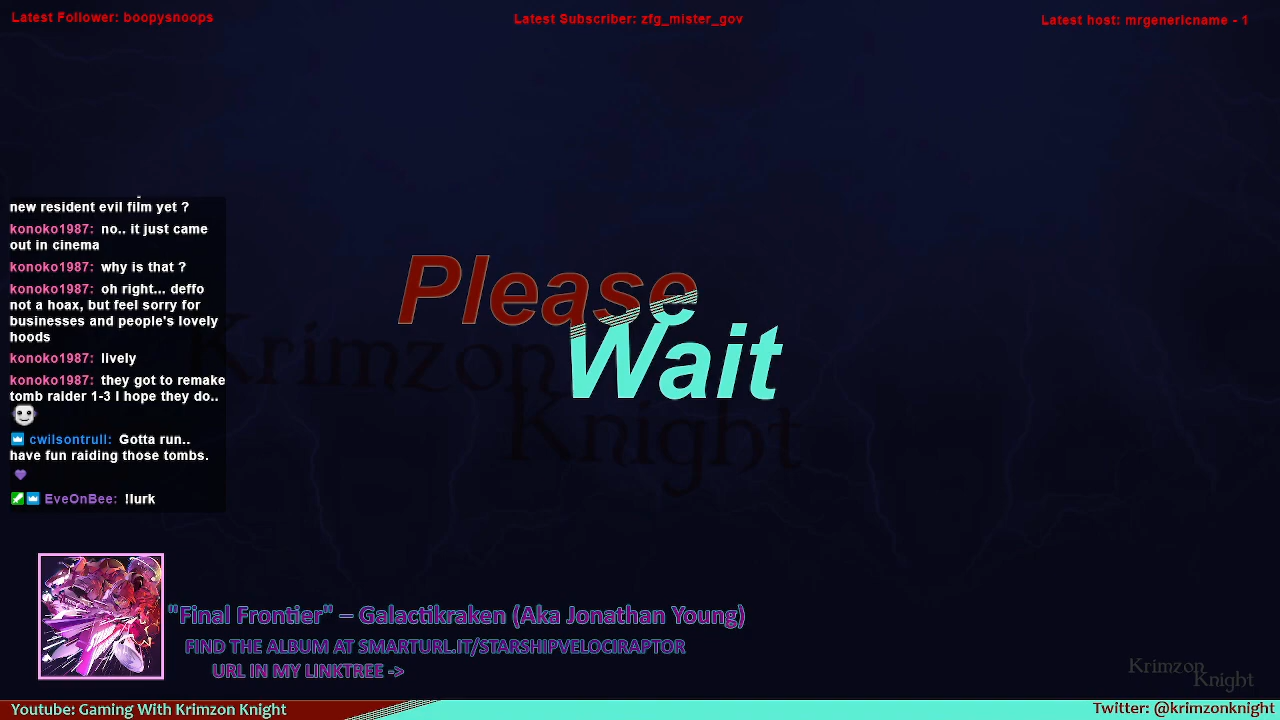 Latest Follower: boopysnoops
Latest Subscriber: zfg_mister_gov
Latest host: mrgenericname - 1
new resident evil film yet ?
konoko1987: no.. it just came
out in cinema
konoko1987: why is that ?
konoko1987: oh right... deffo
not a hoax, but feel sorry for
businesses and people's lovely
hoods
konoko1987: lively
konoko1987: they got to remake
tomb raider 1-3 I hope they do..
cwilsontrull: Gotta run..
have fun raiding those tombs.
EveOnBee: !lurk
Please
Wait
Krimzon
Knight
"Final Frontier" – Galactikraken (Aka Jonathan Young)
FIND THE ALBUM AT SMARTURL.IT/STARSHIPVELOCIRAPTOR
URL IN MY LINKTREE ->
Krimzon
Knight
Youtube: Gaming With Krimzon Knight
Twitter: @krimzonknight